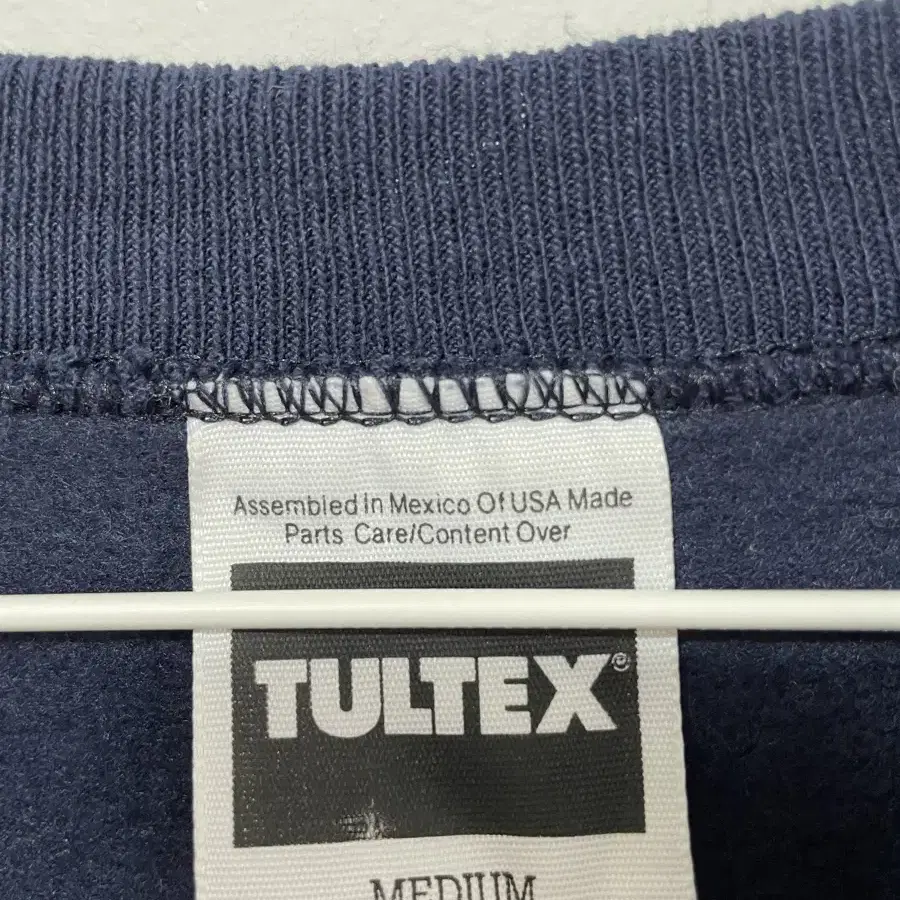 Assembled In Mexico Of USA Made
Parts Care/Content Over
TULTEX®
MEDIUM